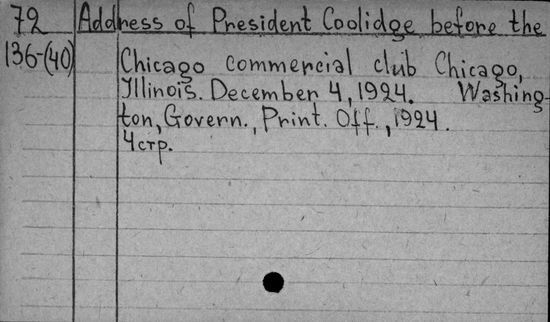 72 Address of President Coolidge before the
136-(40) Chicago commercial club Chicago,
Illinois. December 4, 1924. Washing-
ton, Govern., Print. Off., 1924.
4 стр.